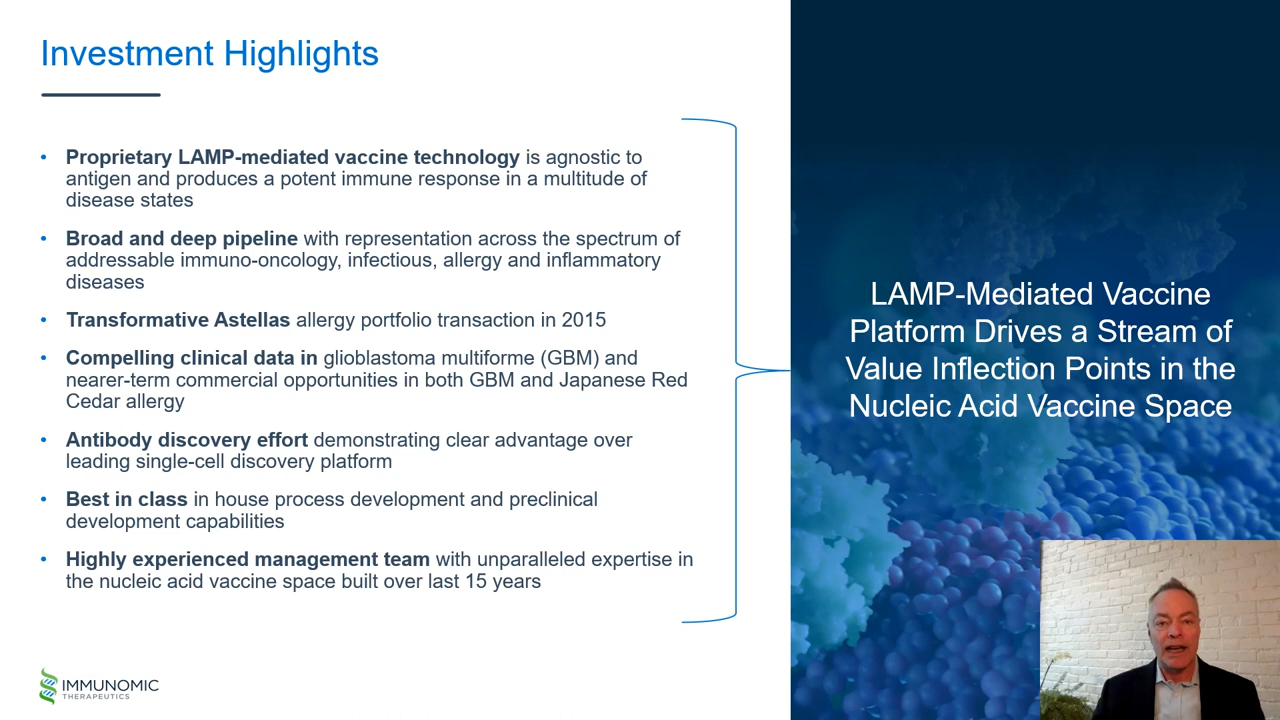 Investment Highlights
• Proprietary LAMP-mediated vaccine technology is agnostic to
antigen and produces a potent immune response in a multitude of
disease states
• Broad and deep pipeline with representation across the spectrum of
addressable immuno-oncology, infectious, allergy and inflammatory
diseases
• Transformative Astellas allergy portfolio transaction in 2015
• Compelling clinical data in glioblastoma multiforme (GBM) and
nearer-term commercial opportunities in both GBM and Japanese Red
Cedar allergy
• Antibody discovery effort demonstrating clear advantage over
leading single-cell discovery platform
• Best in class in house process development and preclinical
development capabilities
• Highly experienced management team with unparalleled expertise in
the nucleic acid vaccine space built over last 15 years
LAMP-Mediated Vaccine
Platform Drives a Stream of
Value Inflection Points in the
Nucleic Acid Vaccine Space
IMMUNOMIC
THERAPEUTICS